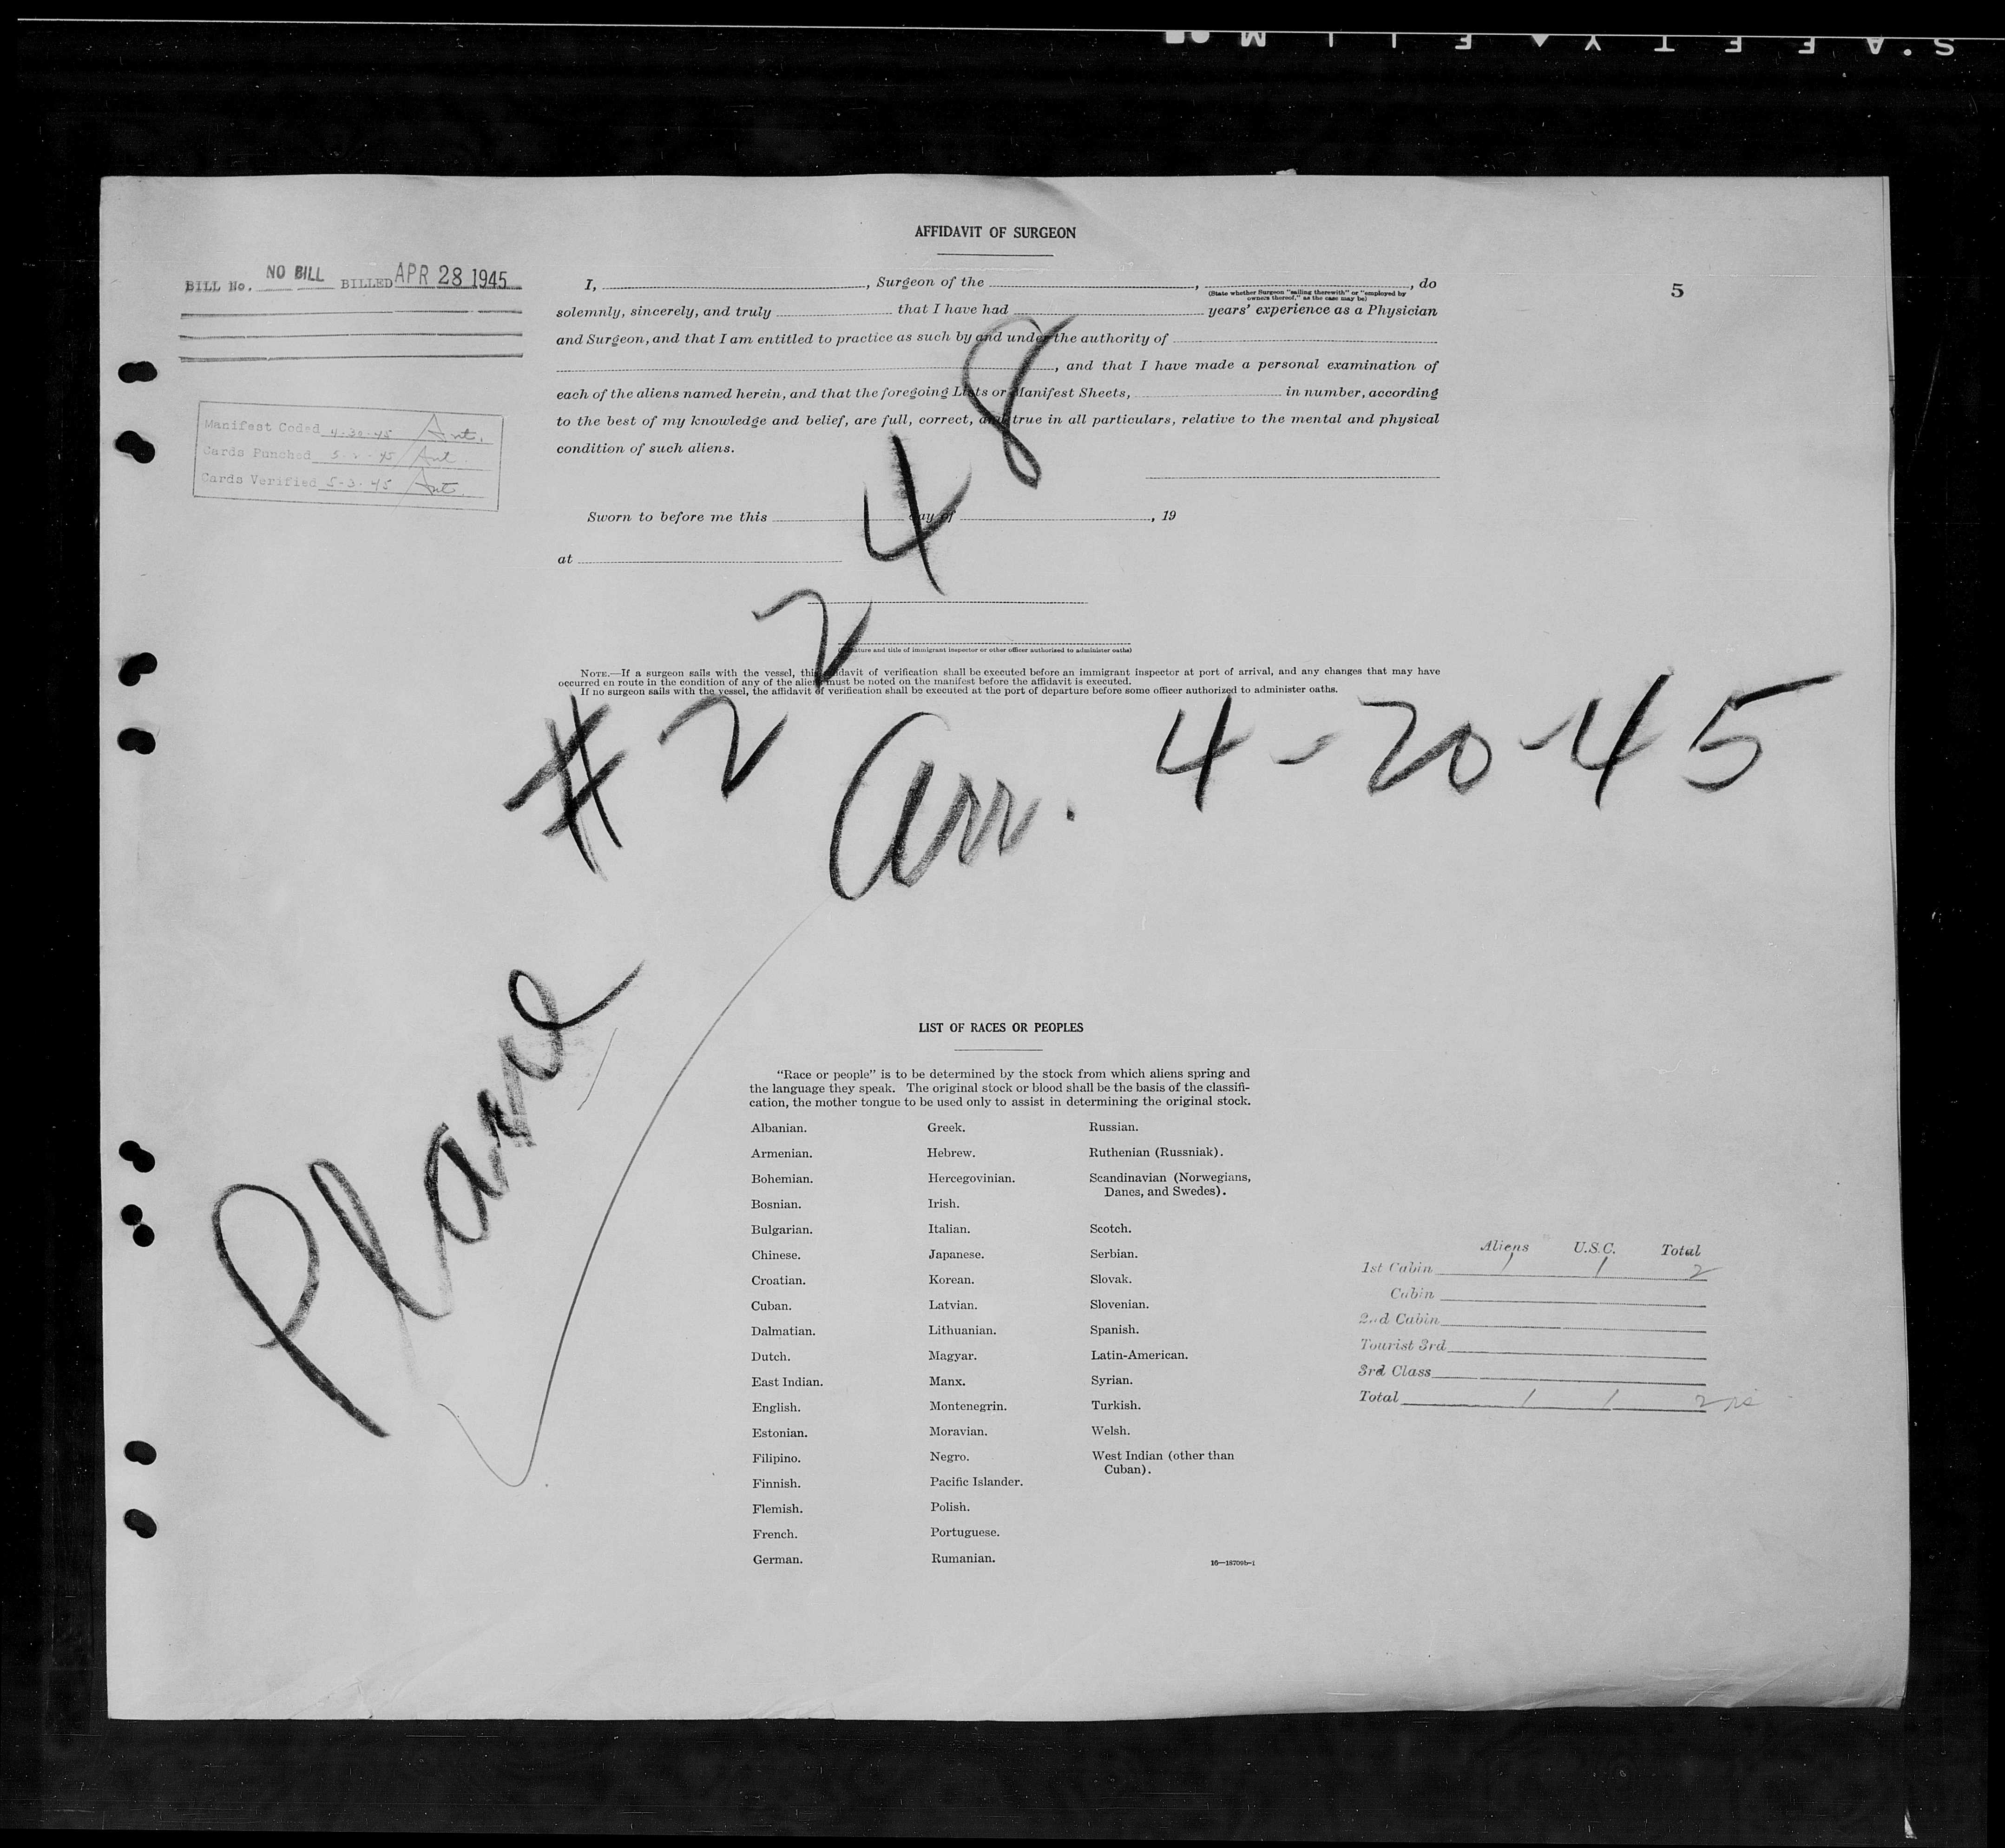 SAFETY FILM
AFFIDAVIT OF SURGEON
5
BILL No. NO BILL BILLED APR 28 1945
I, , Surgeon of the , , do
(State whether Surgeon "sailing therewith" or "employed by
owners thereof," as the case may be)
solemnly, sincerely, and truly that I have had years' experience as a Physician
and Surgeon, and that I am entitled to practice as such by and under the authority of
, and that I have made a personal examination of
each of the aliens named herein, and that the foregoing Lists or Manifest Sheets, in number, according
to the best of my knowledge and belief, are full, correct, and true in all particulars, relative to the mental and physical
condition of such aliens.
Manifest Coded 4-30-45
Cards Punched
Cards Verified 5-3-45
Sworn to before me this day of , 19
at
(Signature and title of immigrant inspector or other officer authorized to administer oaths)
NOTE.—If a surgeon sails with the vessel, this affidavit of verification shall be executed before an immigrant inspector at port of arrival, and any changes that may have
occurred en route in the condition of any of the aliens must be noted on the manifest before the affidavit is executed.
If no surgeon sails with the vessel, the affidavit of verification shall be executed at the port of departure before some officer authorized to administer oaths.
Plane #2 248
Arr. 4-20-45
LIST OF RACES OR PEOPLES
"Race or people" is to be determined by the stock from which aliens spring and
the language they speak. The original stock or blood shall be the basis of the classifi-
cation, the mother tongue to be used only to assist in determining the original stock.
Albanian.
Armenian.
Bohemian.
Bosnian.
Bulgarian.
Chinese.
Croatian.
Cuban.
Dalmatian.
Dutch.
East Indian.
English.
Estonian.
Filipino.
Finnish.
Flemish.
French.
German.
Greek.
Hebrew.
Hercegovinian.
Irish.
Italian.
Japanese.
Korean.
Latvian.
Lithuanian.
Magyar.
Manx.
Montenegrin.
Moravian.
Negro.
Pacific Islander.
Polish.
Portuguese.
Rumanian.
Russian.
Ruthenian (Russniak).
Scandinavian (Norwegians,
Danes, and Swedes).
Scotch.
Serbian.
Slovak.
Slovenian.
Spanish.
Latin-American.
Syrian.
Turkish.
Welsh.
West Indian (other than
Cuban).
16—18709b-1
Aliens U.S.C. Total
1st Cabin 1 1 2
Cabin
2nd Cabin
Tourist 3rd
3rd Class
Total 1 1 2